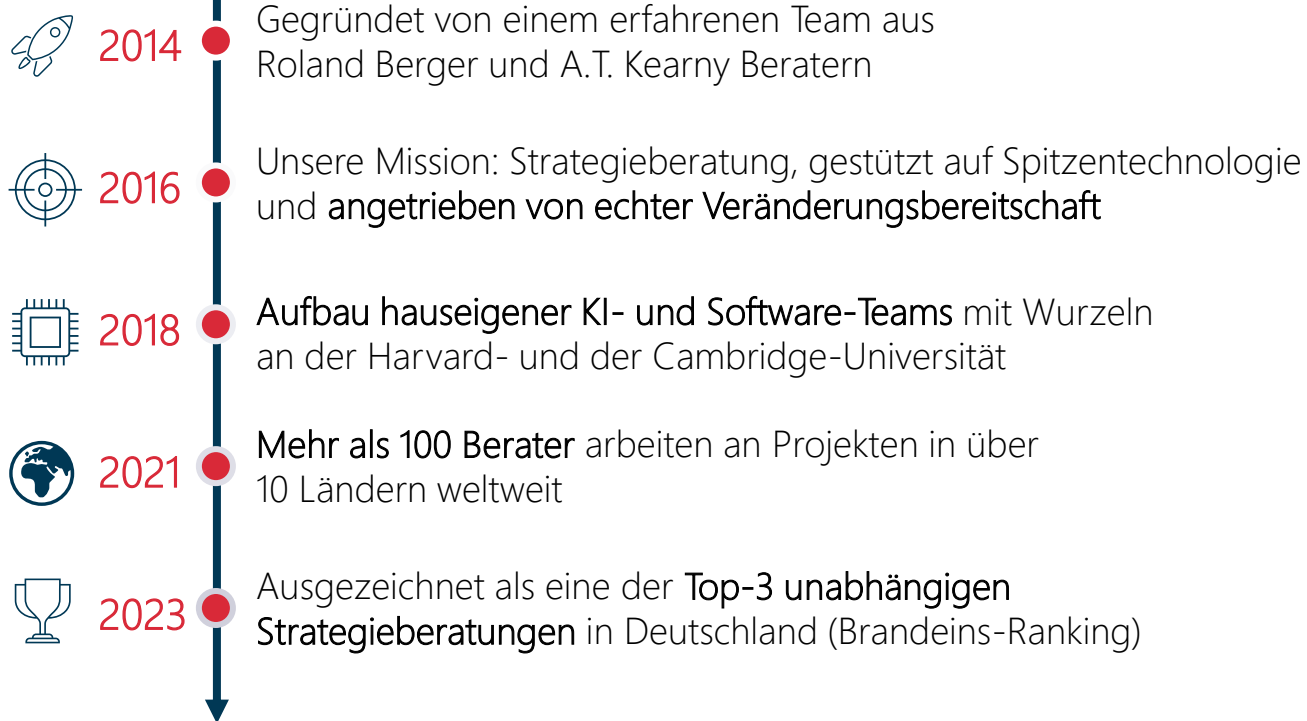 2014
Gegründet von einem erfahrenen Team aus
Roland Berger und A.T. Kearny Beratern
2016
Unsere Mission: Strategieberatung, gestützt auf Spitzentechnologie
und angetrieben von echter Veränderungsbereitschaft
2018
Aufbau hauseigener KI- und Software-Teams mit Wurzeln
an der Harvard- und der Cambridge-Universität
2021
Mehr als 100 Berater arbeiten an Projekten in über
10 Ländern weltweit
2023
Ausgezeichnet als eine der Top-3 unabhängigen
Strategieberatungen in Deutschland (Brandeins-Ranking)